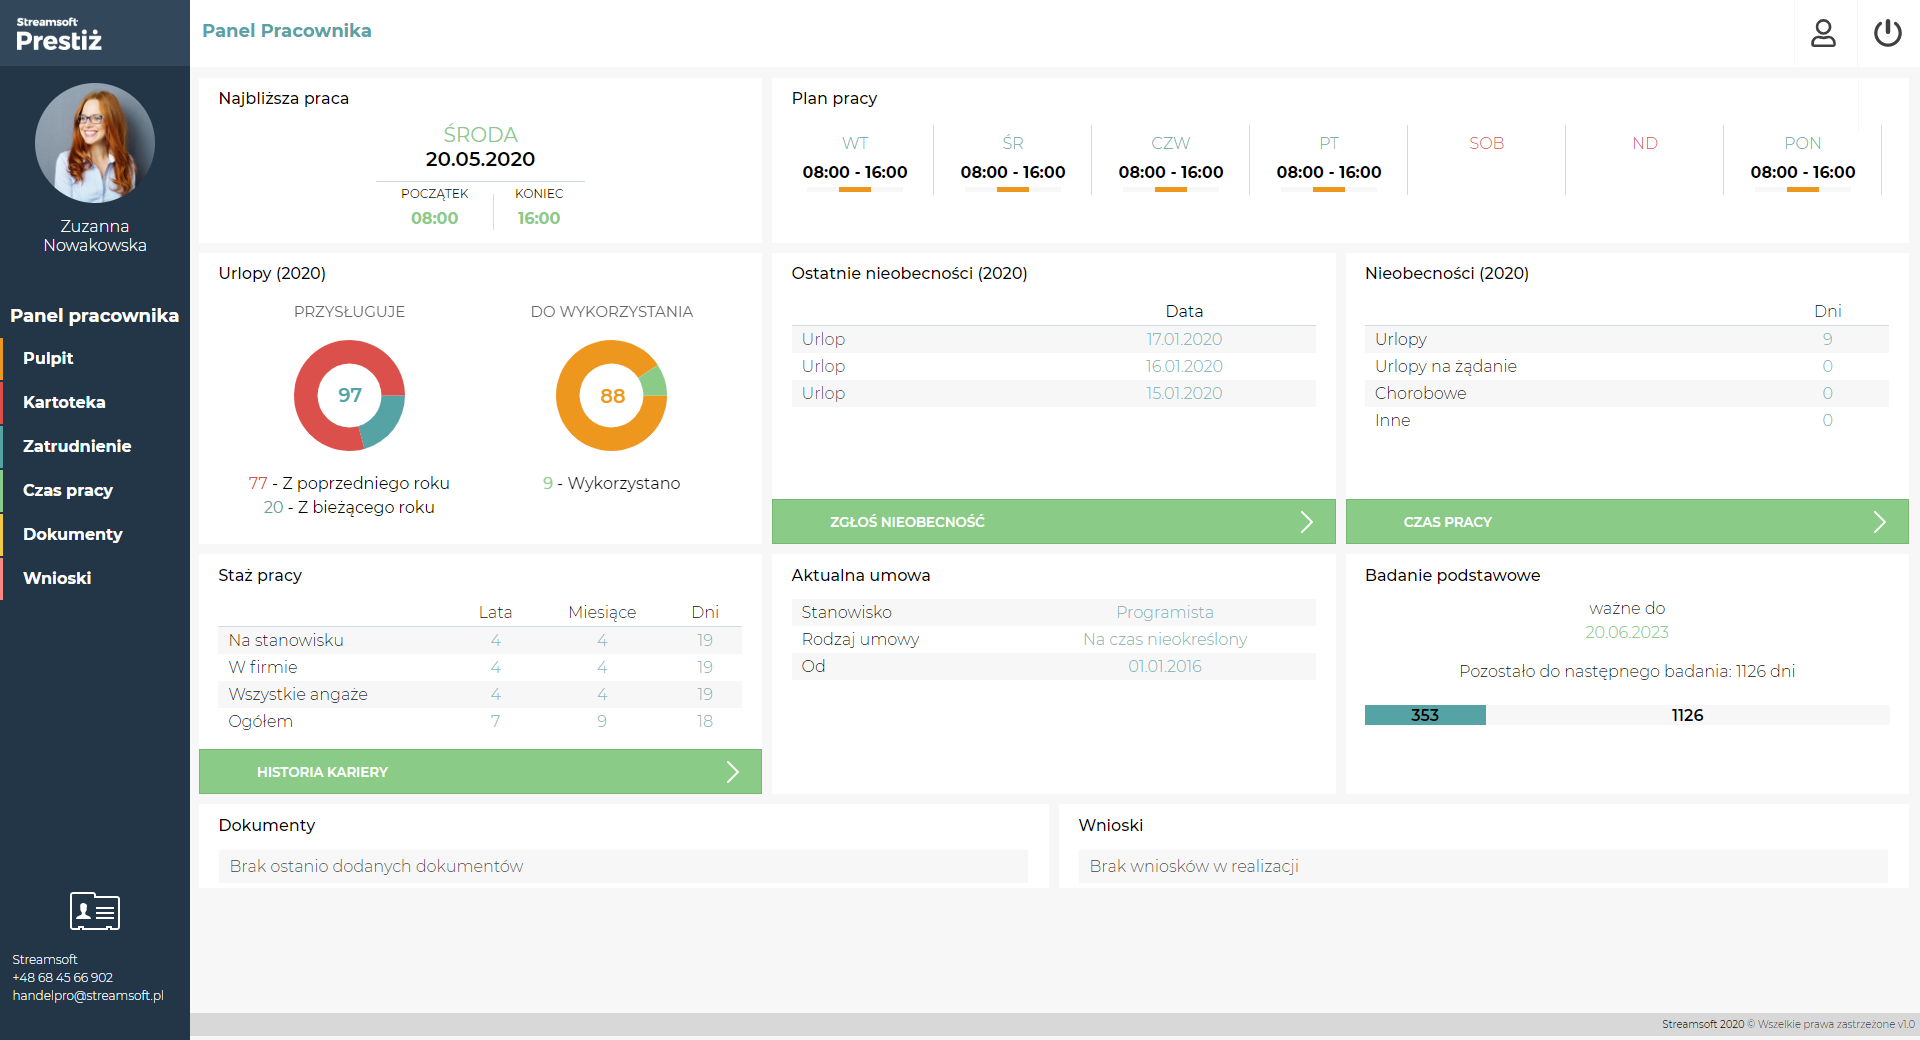 Streamsoft
Prestiż
Panel Pracownika
Zuzanna
Nowakowska
Panel pracownika
Pulpit
Kartoteka
Zatrudnienie
Czas pracy
Dokumenty
Wnioski
Streamsoft
+48 68 45 66 902
handelpro@streamsoft.pl
Najbliższa praca
ŚRODA
20.05.2020
POCZĄTEK KONIEC
08:00 16:00
Plan pracy
WT ŚR CZW PT SOB ND PON
08:00 - 16:00 08:00 - 16:00 08:00 - 16:00 08:00 - 16:00 08:00 - 16:00
Urlopy (2020)
PRZYSŁUGUJE DO WYKORZYSTANIA
97 88
77 - Z poprzedniego roku 9 - Wykorzystano
20 - Z bieżącego roku
Ostatnie nieobecności (2020)
Data
Urlop 17.01.2020
Urlop 16.01.2020
Urlop 15.01.2020
ZGŁOŚ NIEOBECNOŚĆ
Nieobecności (2020)
Dni
Urlopy 9
Urlopy na żądanie 0
Chorobowe 0
Inne 0
CZAS PRACY
Staż pracy
Lata Miesiące Dni
Na stanowisku 4 4 19
W firmie 4 4 19
Wszystkie angaże 4 4 19
Ogółem 7 9 18
HISTORIA KARIERY
Aktualna umowa
Stanowisko Programista
Rodzaj umowy Na czas nieokreślony
Od 01.01.2016
Badanie podstawowe
ważne do
20.06.2023
Pozostało do następnego badania: 1126 dni
353 1126
Dokumenty
Brak ostanio dodanych dokumentów
Wnioski
Brak wniosków w realizacji
Streamsoft 2020 © Wszelkie prawa zastrzeżone v1.0